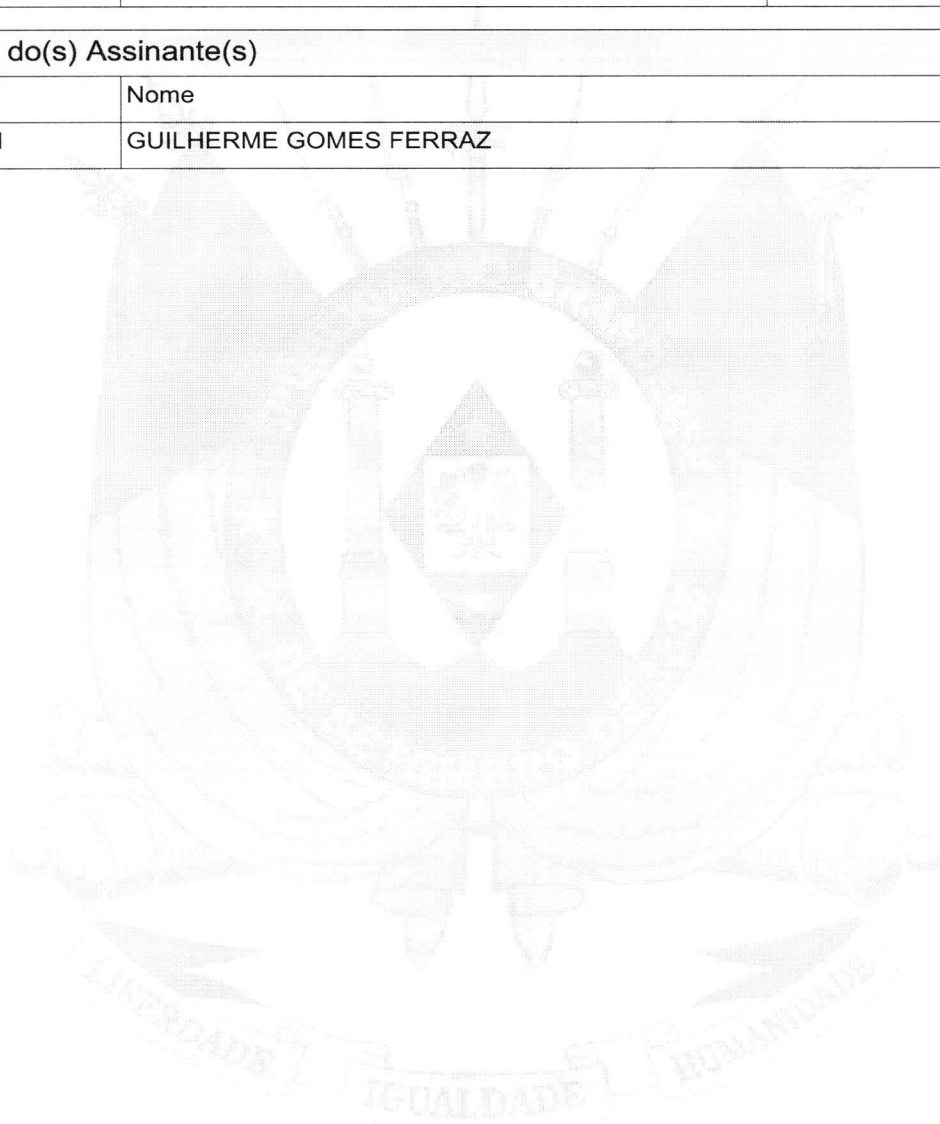 do(s) Assinante(s)
Nome
GUILHERME GOMES FERRAZ
LIBERDADE
IGUALDADE
HUMANIDADE